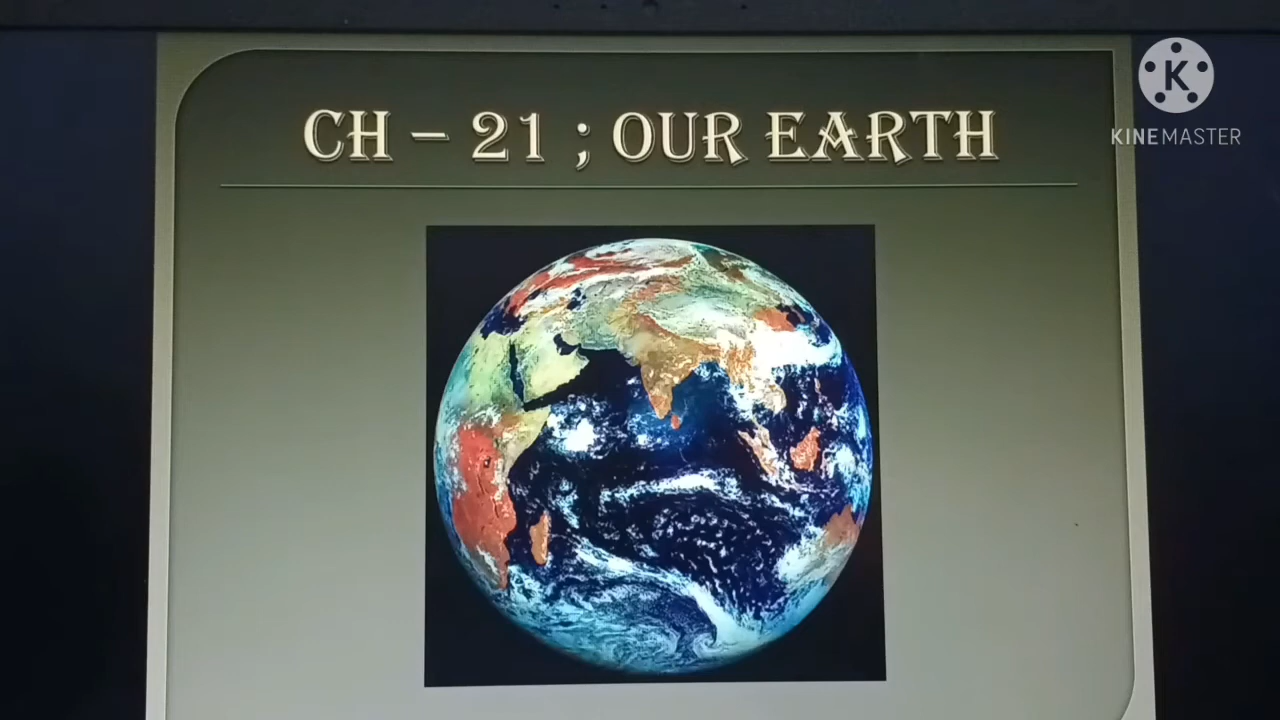 CH – 21 ; OUR EARTH
K
KINEMASTER